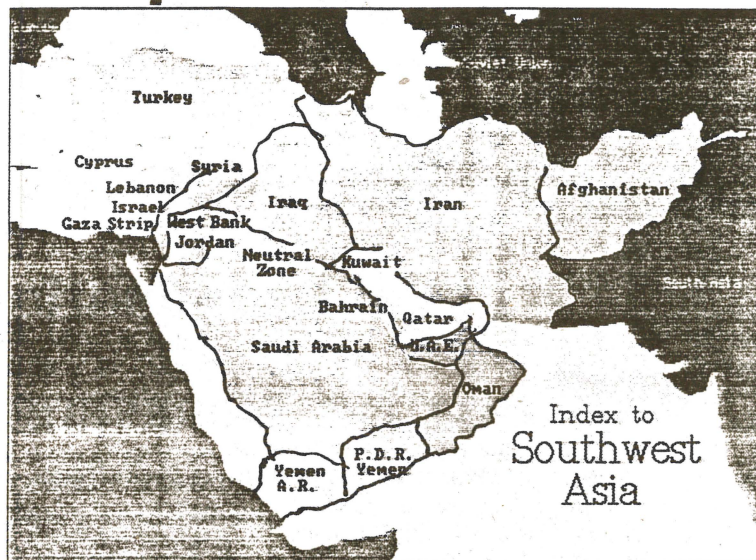 Turkey
Cyprus
Syria
Lebanon
Israel
Gaza Strip
West Bank
Jordan
Iraq
Iran
Afghanistan
Neutral
Zone
Kuwait
Bahrain
Qatar
Saudi Arabia
U.A.E.
Oman
Yemen
A.R.
P.D.R.
Yemen
Index to
Southwest
Asia